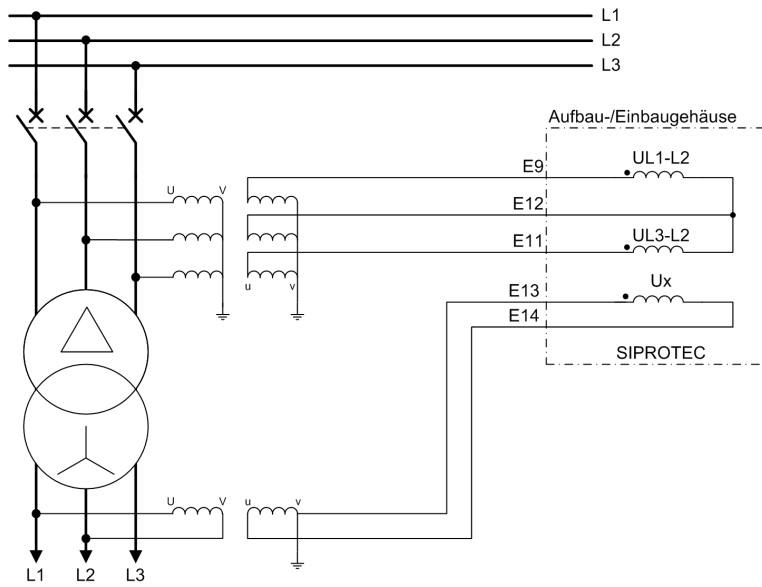 L1
L2
L3
Aufbau-/Einbaugehäuse
E9
UL1-L2
U V
E12
E11
UL3-L2
u v
E13
Ux
E14
SIPROTEC
U V u v
L1 L2 L3